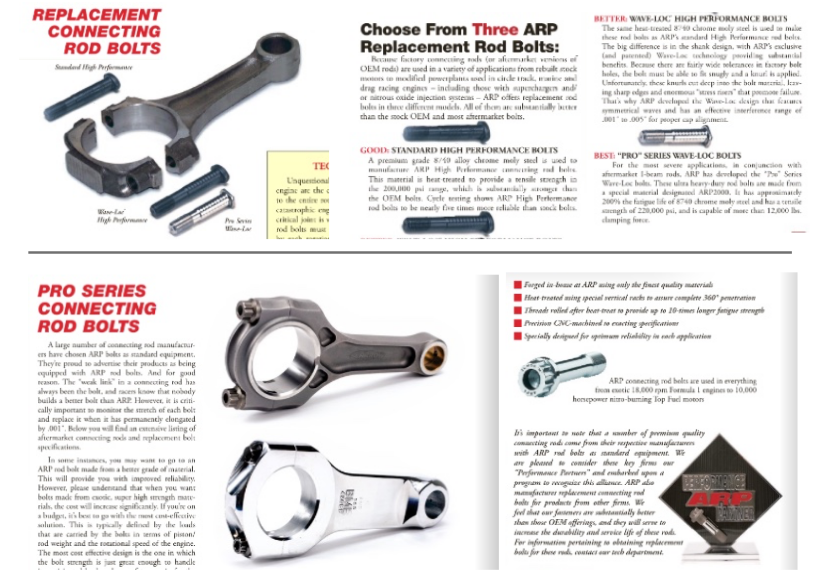 REPLACEMENT
CONNECTING
ROD BOLTS
Standard High Performance
Wave-Loc
High Performance
Pro Series
Wave-Loc
TEC
Unquestional
engine are the c
to the entire ro
catastrophic eng
critical joint is v
rod bolts must
Choose From Three ARP
Replacement Rod Bolts:
Because factory connecting rods (or aftermarket versions of
OEM rods) are used in a variety of applications from rebuilt stock
motors to modified powerplants used in circle track, marine and
drag racing engines – including those with superchargers and/
or nitrous oxide injection systems – ARP offers replacement rod
bolts in three different models. All of them are substantially better
than the stock OEM and most aftermarket bolts.
GOOD: STANDARD HIGH PERFORMANCE BOLTS
A premium grade 8740 alloy chrome moly steel is used to
manufacture ARP High Performance connecting rod bolts.
This material is heat-treated to provide a tensile strength in
the 200,000 psi range, which is substantially stronger than
the OEM bolts. Cycle testing shows ARP High Performance
rod bolts to be nearly five times more reliable than stock bolts.
BETTER: WAVE-LOC HIGH PERFORMANCE BOLTS
The same heat-treated 8740 chrome moly steel is used to make
these rod bolts as ARP's standard High Performance rod bolts.
The big difference is in the shank design, with ARP's exclusive
(and patented) Wave-Loc technology providing substantial
benefits. Because there are fairly wide tolerances in factory bolt
holes, the bolt must be able to fit snugly and a knurl is applied.
Unfortunately, these knurls cut deep into the bolt material, leav-
ing sharp edges and enormous "stress risers" that promote failure.
That's why ARP developed the Wave-Loc design that features
symmetrical waves and has an effective interference range of
.001" to .005" for proper cap alignment.
BEST: "PRO" SERIES WAVE-LOC BOLTS
For the most severe applications, in conjunction with
aftermarket I-beam rods, ARP has developed the "Pro" Series
Wave-Loc bolts. These ultra heavy-duty rod bolts are made from
a special material designated ARP2000. It has approximately
200% the fatigue life of 8740 chrome moly steel and has a tensile
strength of 220,000 psi, and is capable of more than 12,000 lbs.
clamping force.
PRO SERIES
CONNECTING
ROD BOLTS
A large number of connecting rod manufactur-
ers have chosen ARP bolts as standard equipment.
They're proud to advertise their products as being
equipped with ARP rod bolts. And for good
reason. The "weak link" in a connecting rod has
always been the bolt, and racers know that nobody
builds a better bolt than ARP. However, it is criti-
cally important to monitor the stretch of each bolt
and replace it when it has permanently elongated
by .001". Below you will find an extensive listing of
aftermarket connecting rods and replacement bolt
specifications.
In some instances, you may want to go to an
ARP rod bolt made from a better grade of material.
This will provide you with improved reliability.
However, please understand that when you want
bolts made from exotic, super high strength mate-
rials, the cost will increase significantly. If you're on
a budget, it's best to go with the most cost-effective
solution. This is typically defined by the loads
that are carried by the bolts in terms of piston/
rod weight and the rotational speed of the engine.
The most cost effective design is the one in which
the bolt strength is just great enough to handle
Forged in-house at ARP using only the finest quality materials
Heat-treated using special vertical racks to assure complete 360° penetration
Threads rolled after heat-treat to provide up to 10-times longer fatigue strength
Precision CNC-machined to exacting specifications
Specially designed for optimum reliability in each application
ARP connecting rod bolts are used in everything
from exotic 18,000 rpm Formula 1 engines to 10,000
horsepower nitro-burning Top Fuel motors
It's important to note that a number of premium quality
connecting rods come from their respective manufacturers
with ARP rod bolts as standard equipment. We
are pleased to consider these key firms our
"Performance Partners" and embarked upon a
program to recognize this alliance. ARP also
manufactures replacement connecting rod
bolts for products from other firms. We
feel that our fasteners are substantially better
than those OEM offerings, and they will serve to
increase the durability and service life of these rods.
For information pertaining to obtaining replacement
bolts for these rods, contact our tech department.
PERFORMANCE
ARP
PARTNER